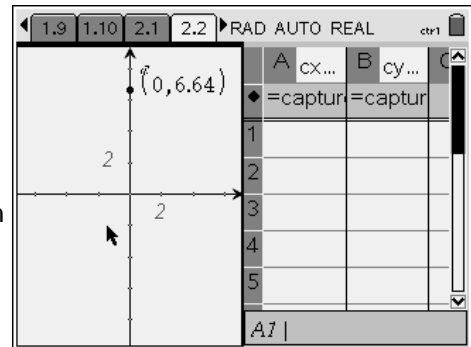 1.9 1.10 2.1 2.2 RAD AUTO REAL ctrl
A cx... B cy... C
=captur =captur
(0,6.64)
1
2
3
4
5
2
2
A1
n